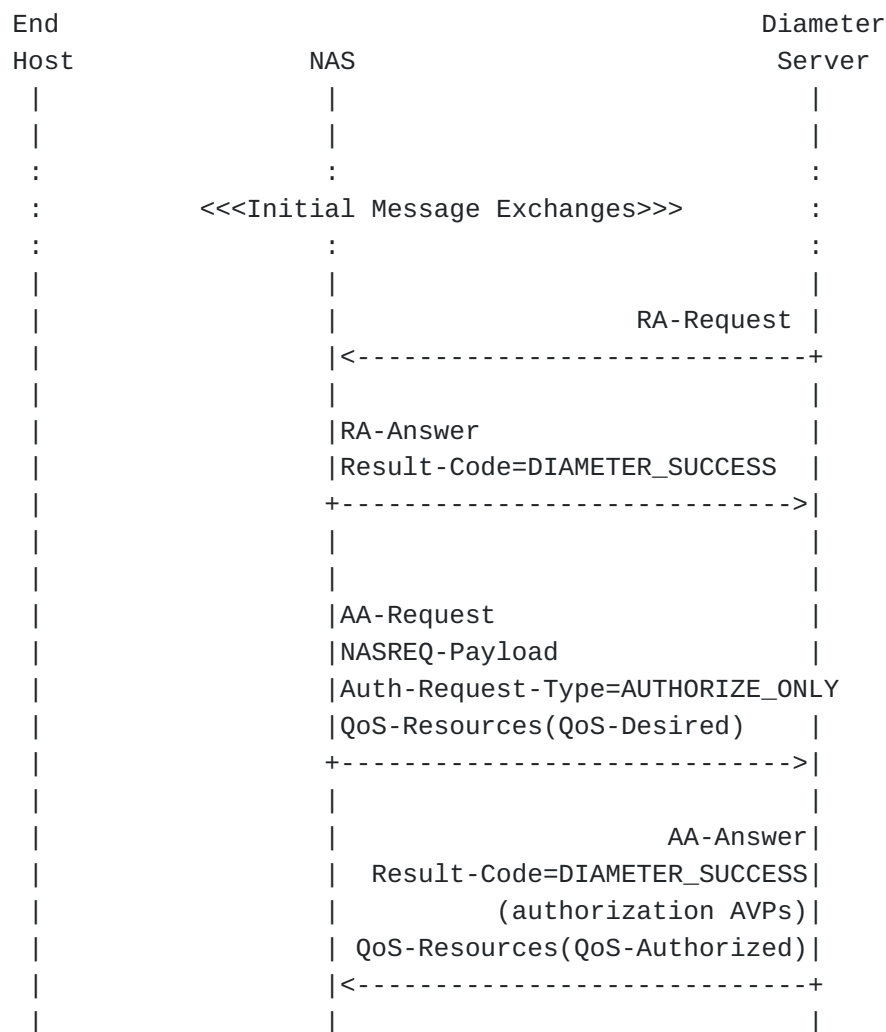 End Diameter
Host NAS Server
<<<Initial Message Exchanges>>>
RA-Request
RA-Answer
Result-Code=DIAMETER_SUCCESS
AA-Request
NASREQ-Payload
Auth-Request-Type=AUTHORIZE_ONLY
QoS-Resources(QoS-Desired)
AA-Answer
Result-Code=DIAMETER_SUCCESS
(authorization AVPs)
QoS-Resources(QoS-Authorized)